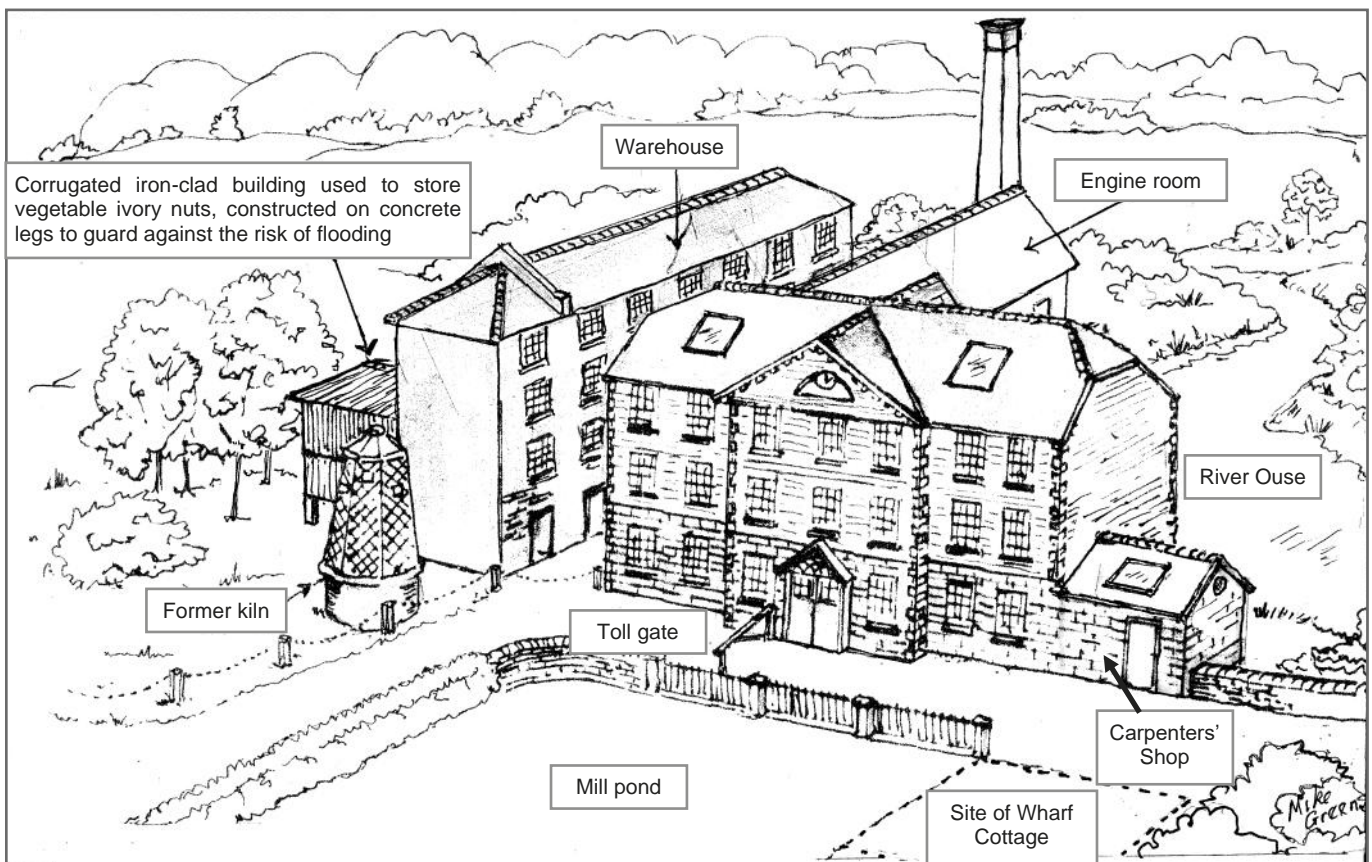 Warehouse
Engine room
Corrugated iron-clad building used to store
vegetable ivory nuts, constructed on concrete
legs to guard against the risk of flooding
River Ouse
Former kiln
Toll gate
Carpenters'
Shop
Mill pond
Site of Wharf
Cottage
Mike
Green